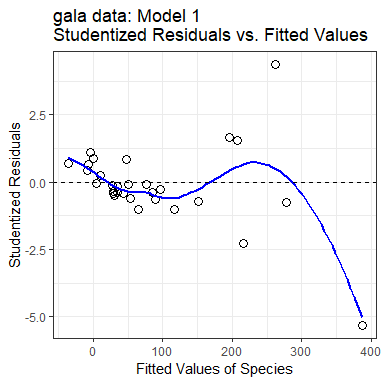 gala data: Model 1
Studentized Residuals vs. Fitted Values
2.5
0.0
-2.5
-5.0
Studentized Residuals
0
100
200
300
400
Fitted Values of Species